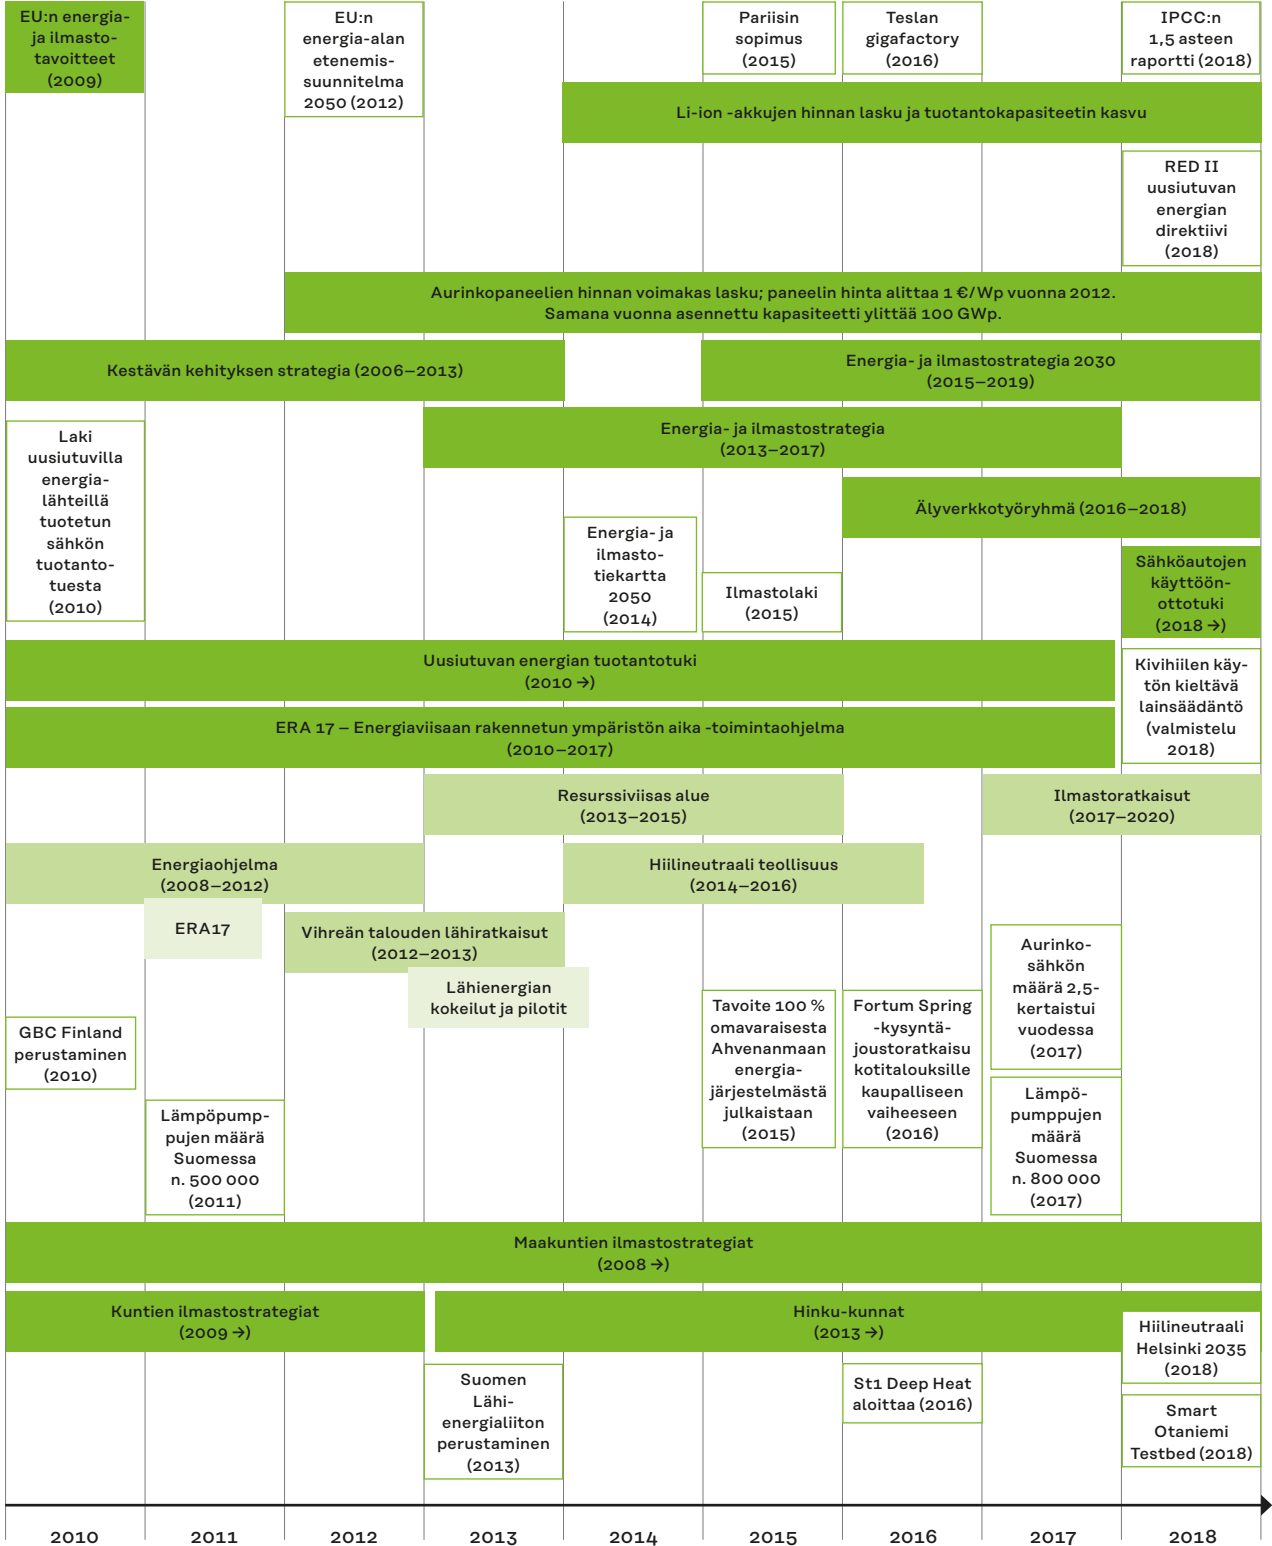 EU:n energia-
ja ilmasto-
tavoitteet
(2009)
EU:n
energia-alan
etenemis-
suunnitelma
2050 (2012)
Pariisin
sopimus
(2015)
Teslan
gigafactory
(2016)
IPCC:n
1,5 asteen
raportti (2018)
Li-ion -akkujen hinnan lasku ja tuotantokapasiteetin kasvu
RED II
uusiutuvan
energian
direktiivi
(2018)
Aurinkopaneelien hinnan voimakas lasku; paneelin hinta alittaa 1 €/Wp vuonna 2012.
Samana vuonna asennettu kapasiteetti ylittää 100 GWp.
Kestävän kehityksen strategia (2006–2013)
Energia- ja ilmastostrategia 2030
(2015–2019)
Energia- ja ilmastostrategia
(2013–2017)
Laki
uusiutuvilla
energia-
lähteillä
tuotetun
sähkön
tuotanto-
tuesta
(2010)
Älyverkkotyöryhmä (2016–2018)
Energia- ja
ilmasto-
tiekartta
2050
(2014)
Ilmastolaki
(2015)
Sähköautojen
käyttöön-
ottotuki
(2018 →)
Uusiutuvan energian tuotantotuki
(2010 →)
Kivihiilen käy-
tön kieltävä
lainsäädäntö
(valmistelu
2018)
ERA 17 – Energiaviisaan rakennetun ympäristön aika -toimintaohjelma
(2010–2017)
Resurssiviisas alue
(2013–2015)
Ilmastoratkaisut
(2017–2020)
Energiaohjelma
(2008–2012)
Hiilineutraali teollisuus
(2014–2016)
ERA17
Vihreän talouden lähiratkaisut
(2012–2013)
Lähienergian
kokeilut ja pilotit
Aurinko-
sähkön
määrä 2,5-
kertaistui
vuodessa
(2017)
GBC Finland
perustaminen
(2010)
Tavoite 100 %
omavaraisesta
Ahvenanmaan
energia-
järjestelmästä
julkaistaan
(2015)
Fortum Spring
-kysyntä-
joustoratkaisu
kotitalouksille
kaupalliseen
vaiheeseen
(2016)
Lämpöpump-
pujen määrä
Suomessa
n. 500 000
(2011)
Lämpö-
pumppujen
määrä
Suomessa
n. 800 000
(2017)
Maakuntien ilmastostrategiat
(2008 →)
Kuntien ilmastostrategiat
(2009 →)
Hinku-kunnat
(2013 →)
Hiilineutraali
Helsinki 2035
(2018)
Suomen
Lähi-
energialiiton
perustaminen
(2013)
St1 Deep Heat
aloittaa (2016)
Smart
Otaniemi
Testbed (2018)
2010
2011
2012
2013
2014
2015
2016
2017
2018